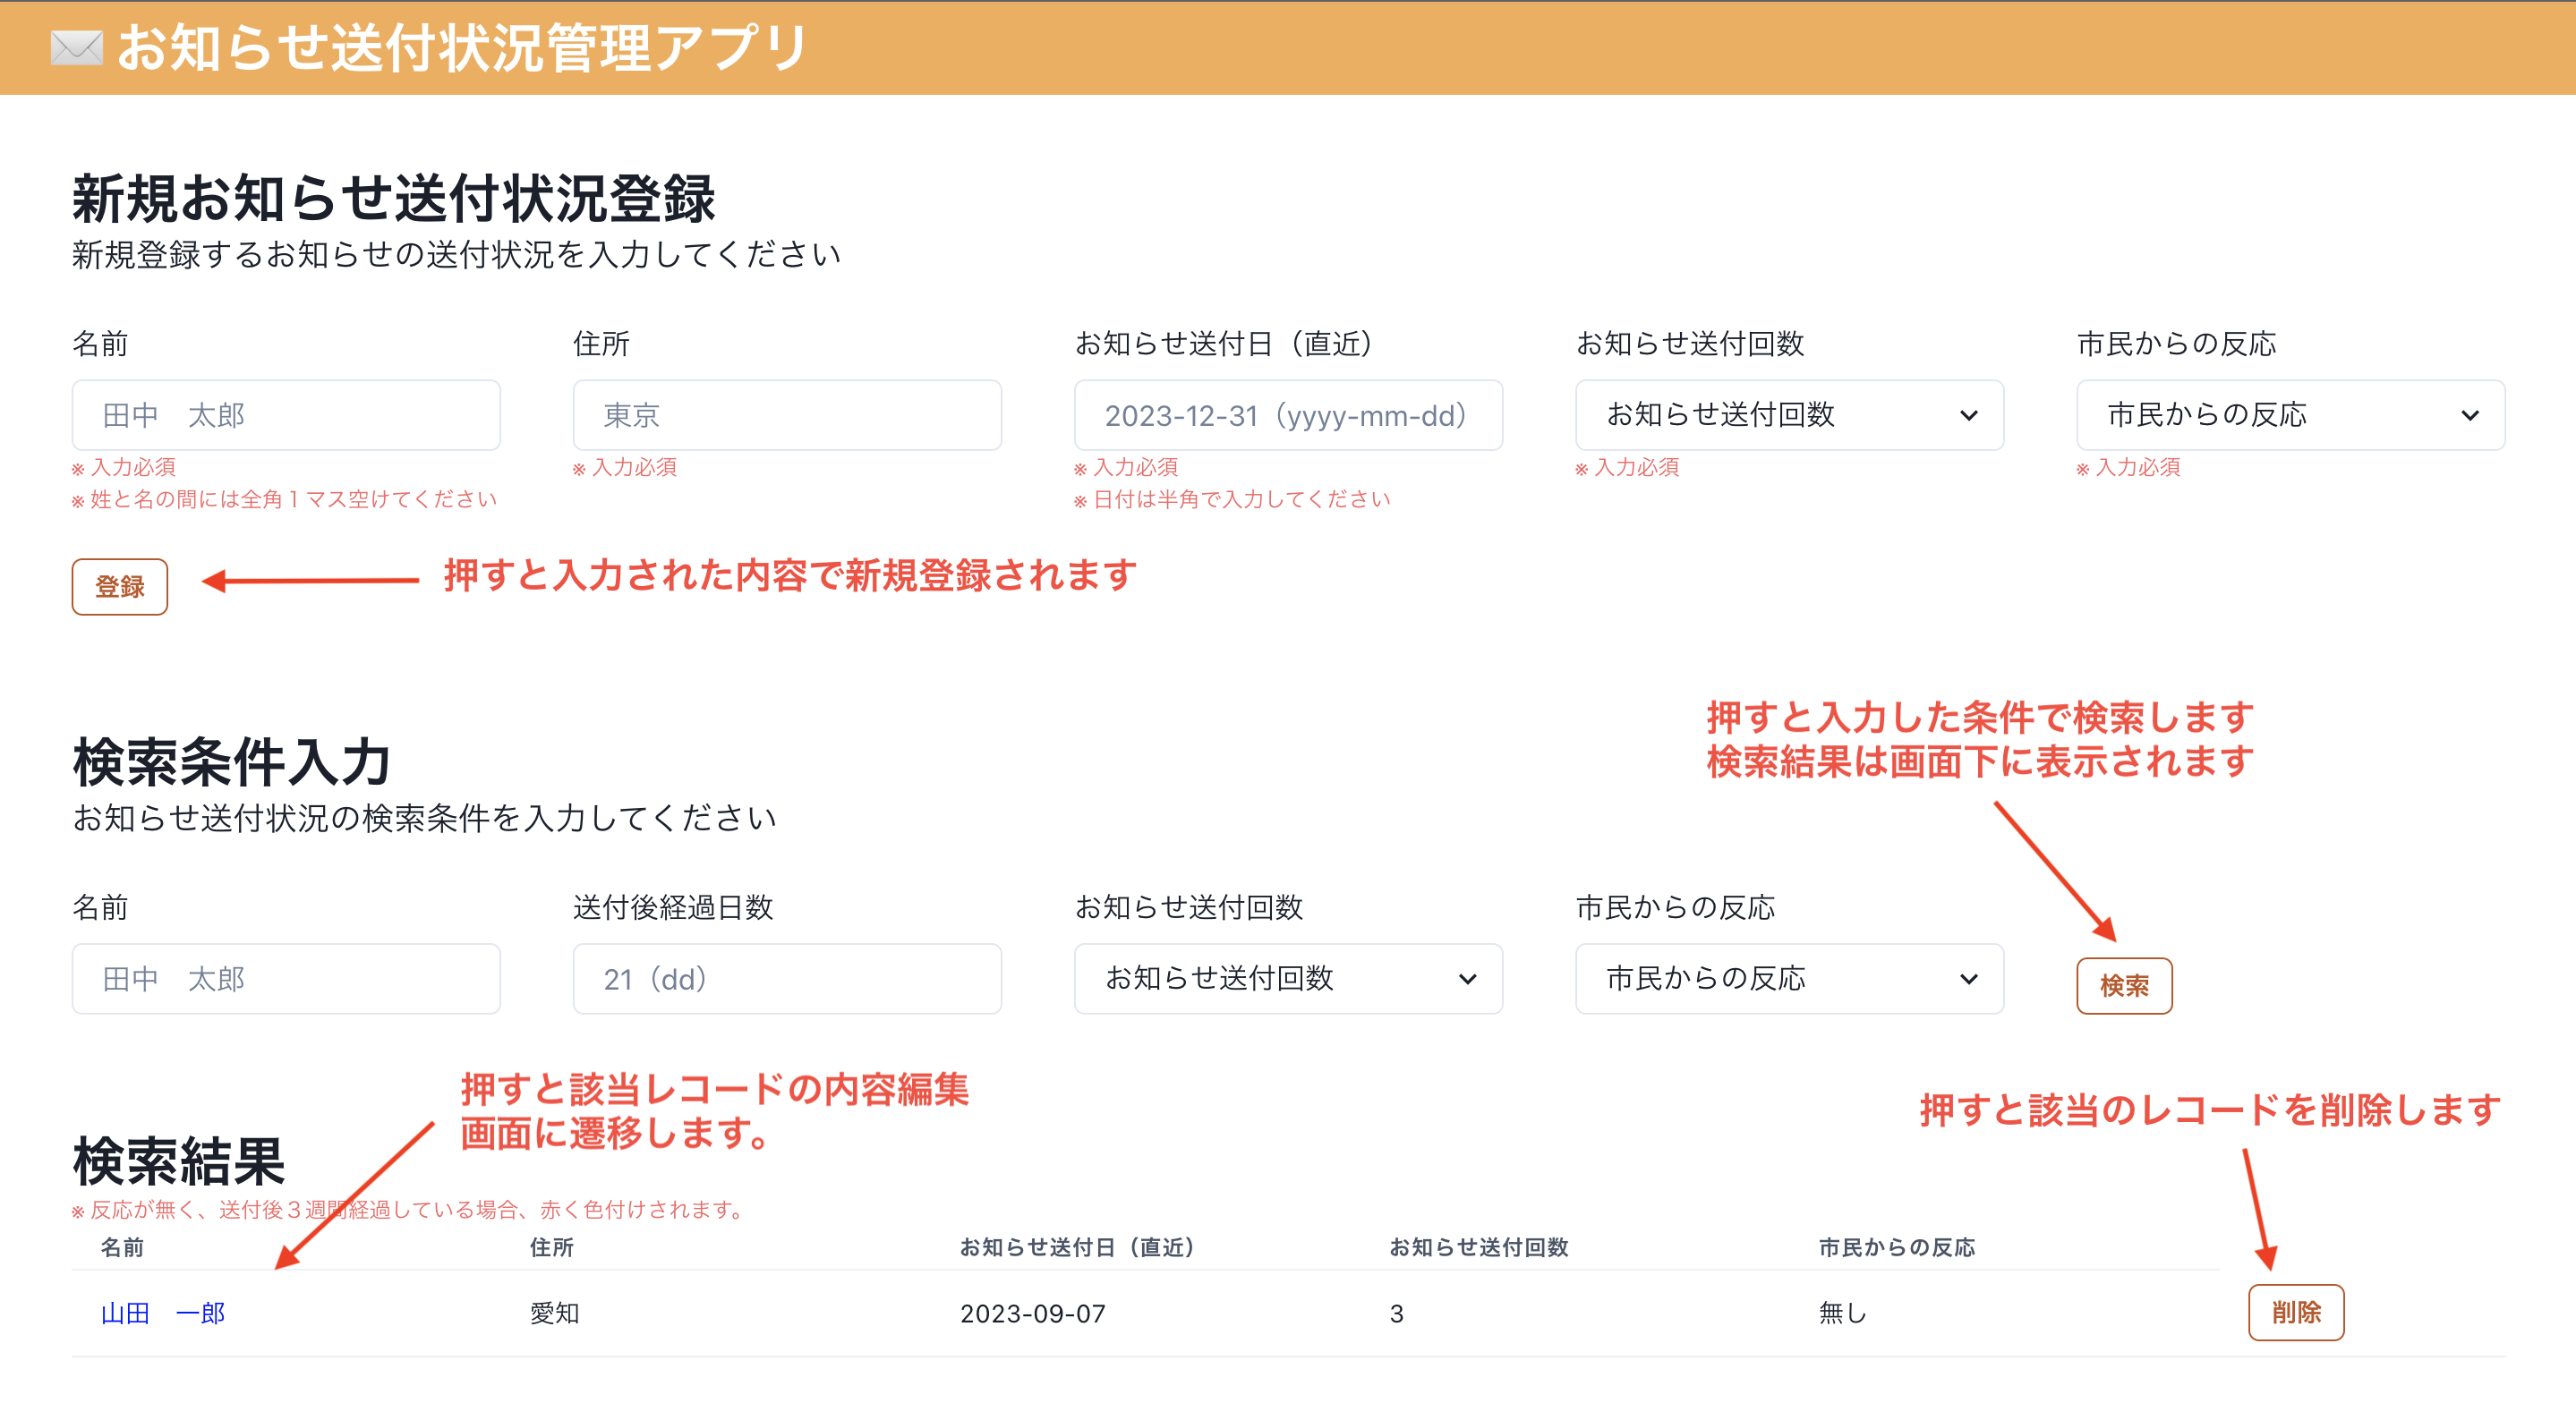 お知らせ送付状況管理アプリ
新規お知らせ送付状況登録
新規登録するお知らせの送付状況を入力してください
名前
田中　太郎
※ 入力必須
※ 姓と名の間には全角１マス空けてください
住所
東京
※ 入力必須
お知らせ送付日（直近）
2023-12-31（yyyy-mm-dd）
※ 入力必須
※ 日付は半角で入力してください
お知らせ送付回数
お知らせ送付回数
※ 入力必須
市民からの反応
市民からの反応
※ 入力必須
登録
押すと入力された内容で新規登録されます
検索条件入力
お知らせ送付状況の検索条件を入力してください
押すと入力した条件で検索します
検索結果は画面下に表示されます
名前
田中　太郎
送付後経過日数
21（dd）
お知らせ送付回数
お知らせ送付回数
市民からの反応
市民からの反応
検索
押すと該当レコードの内容編集
画面に遷移します。
押すと該当のレコードを削除します
検索結果
※ 反応が無く、送付後３週間経過している場合、赤く色付けされます。
名前 住所 お知らせ送付日（直近） お知らせ送付回数 市民からの反応
山田　一郎 愛知 2023-09-07 3 無し 削除